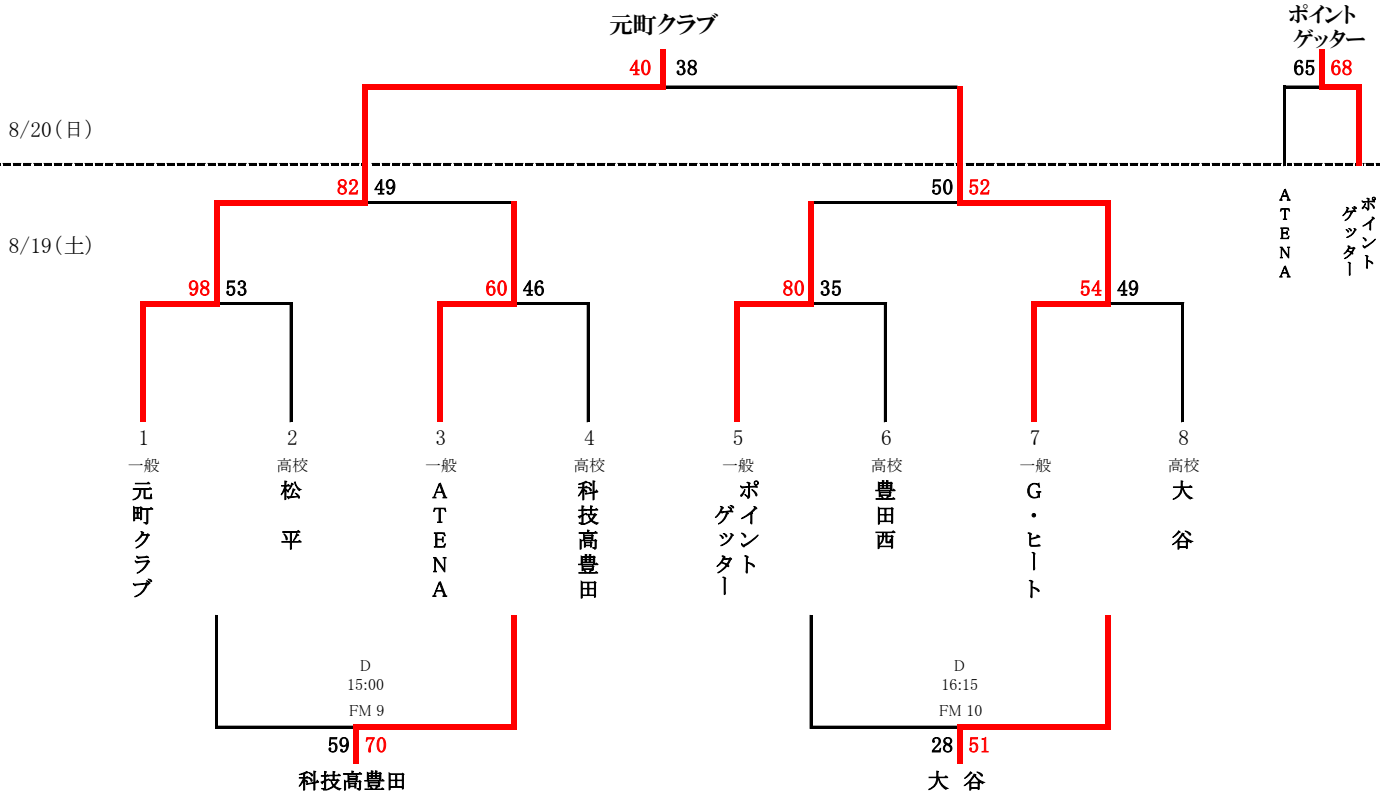 元町クラブ
ポイント
ゲッター
40 38
65 68
8/20(日)
82 49
50 52
ATENA
ポイント
ゲッター
8/19(土)
98 53
60 46
80 35
54 49
1 2 3 4 5 6 7 8
一般 高校 一般 高校 一般 高校 一般 高校
元町クラブ
松 平
ATENA
科技高豊田
ポイント
ゲッター
豊田西
G・ヒート
大 谷
D
15:00
FM 9
59 70
科技高豊田
D
16:15
FM 10
28 51
大 谷